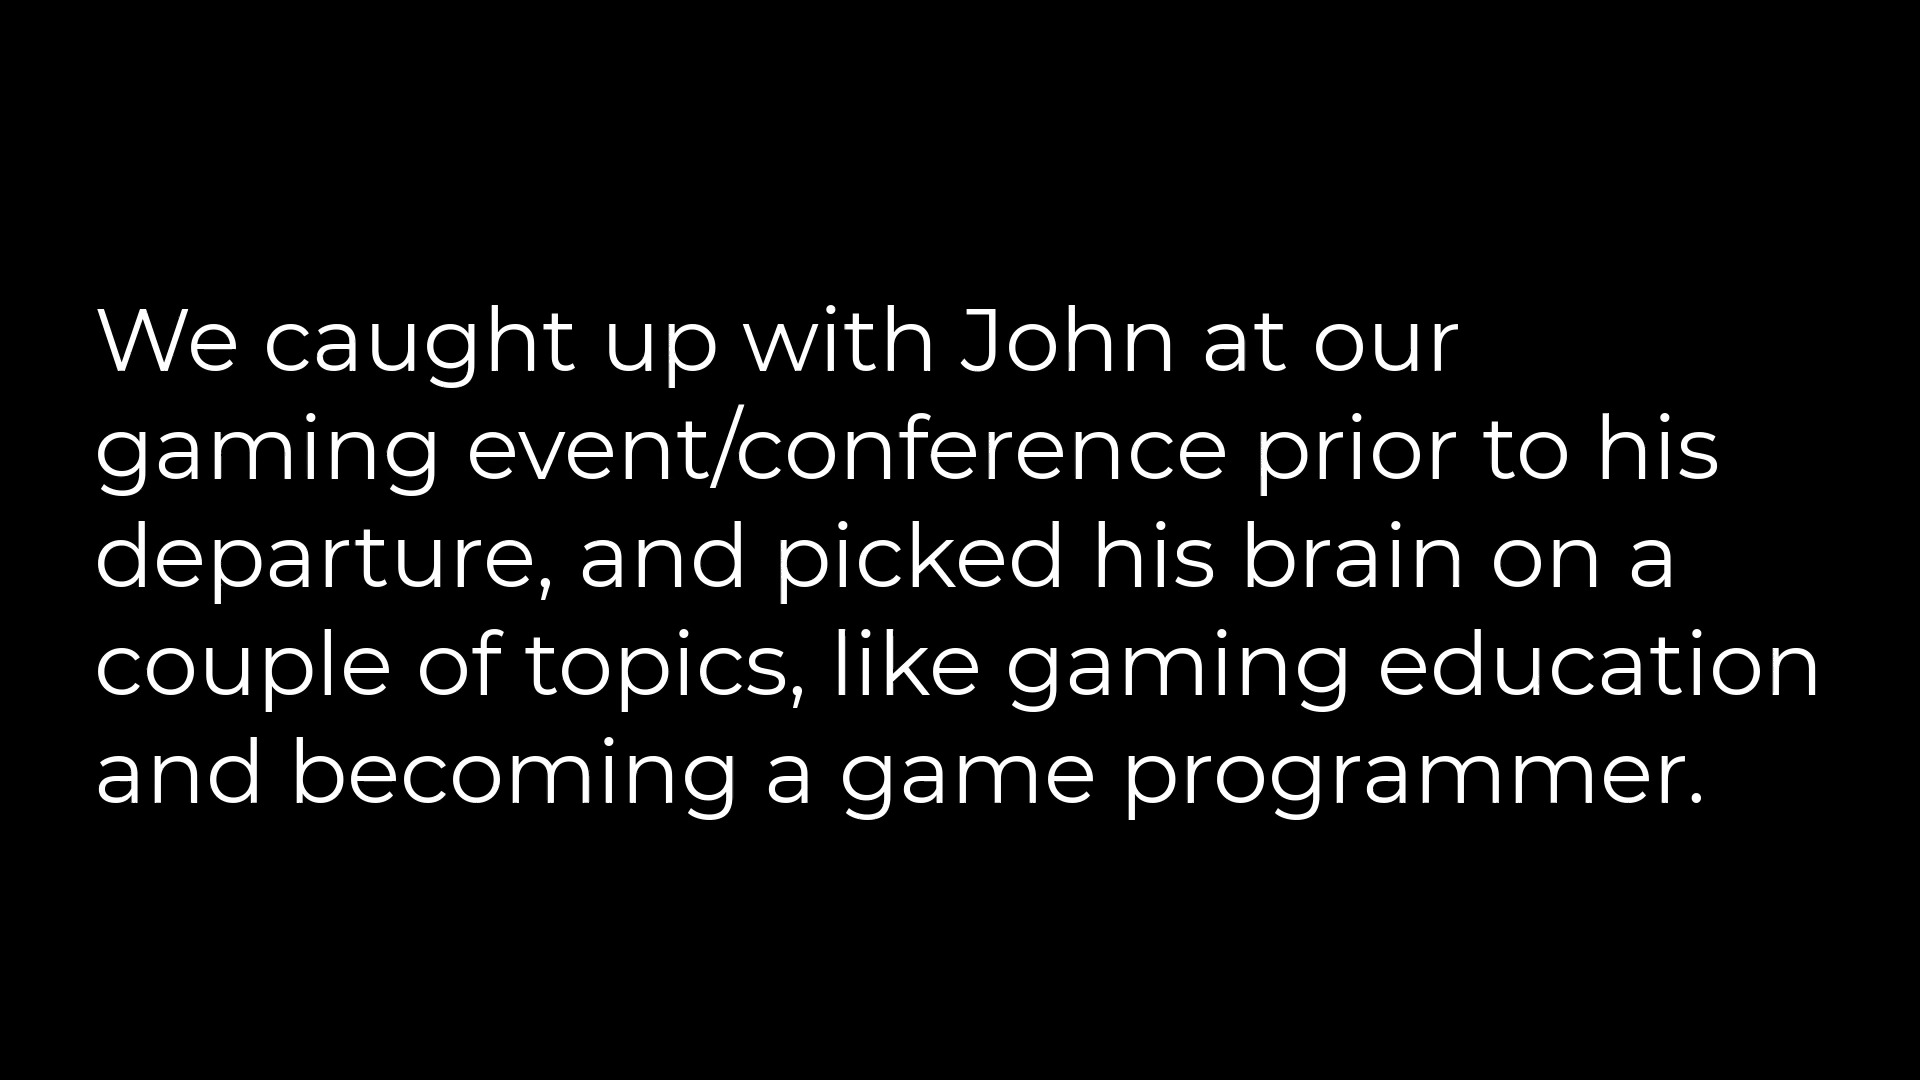 We caught up with John at our
gaming event/conference prior to his
departure, and picked his brain on a
couple of topics, like gaming education
and becoming a game programmer.